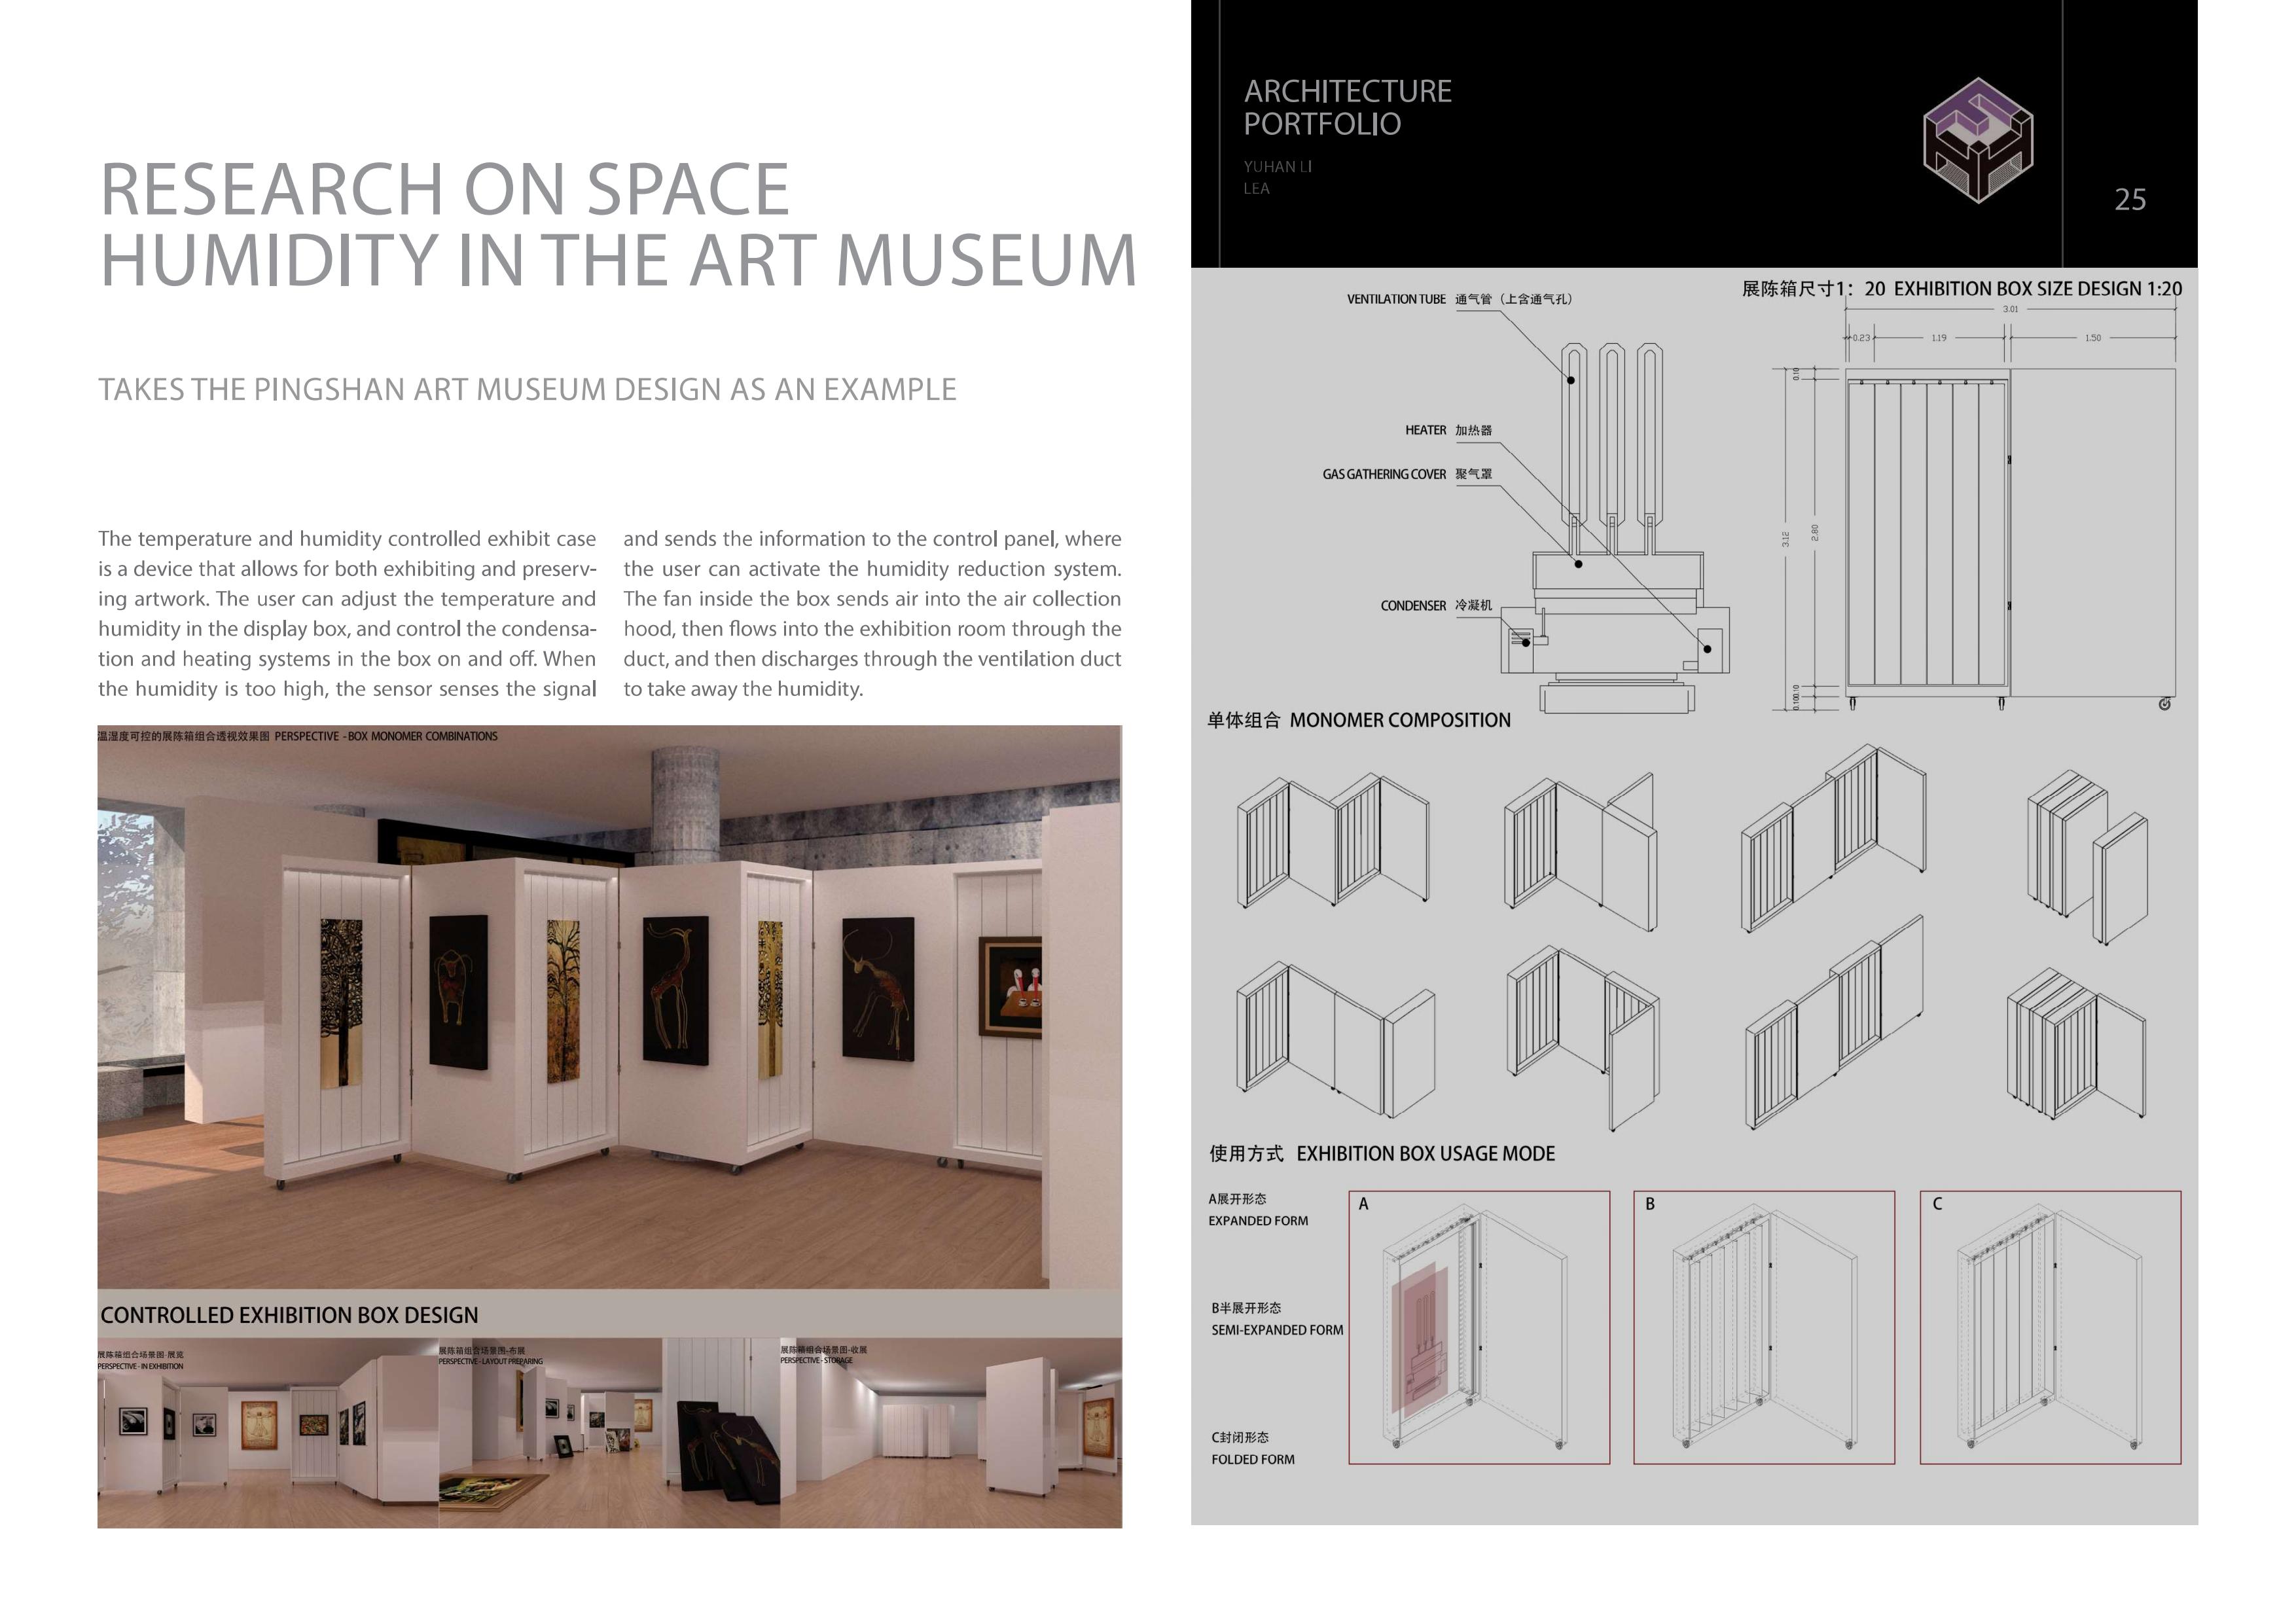 RESEARCH ON SPACE
HUMIDITY IN THE ART MUSEUM
TAKES THE PINGSHAN ART MUSEUM DESIGN AS AN EXAMPLE
The temperature and humidity controlled exhibit case
is a device that allows for both exhibiting and preserv-
ing artwork. The user can adjust the temperature and
humidity in the display box, and control the condensa-
tion and heating systems in the box on and off. When
the humidity is too high, the sensor senses the signal
and sends the information to the control panel, where
the user can activate the humidity reduction system.
The fan inside the box sends air into the air collection
hood, then flows into the exhibition room through the
duct, and then discharges through the ventilation duct
to take away the humidity.
温湿度可控的展陈箱组合透视效果图 PERSPECTIVE - BOX MONOMER COMBINATIONS
CONTROLLED EXHIBITION BOX DESIGN
展陈箱组合场景图-展览
PERSPECTIVE - IN EXHIBITION
展陈箱组合场景图-布展
PERSPECTIVE - LAYOUT PREPARING
展陈箱组合场景图-收展
PERSPECTIVE - STORAGE
ARCHITECTURE
PORTFOLIO
YUHAN LI
LEA
25
VENTILATION TUBE 通气管（上含通气孔）
HEATER 加热器
GAS GATHERING COVER 聚气罩
CONDENSER 冷凝机
展陈箱尺寸1：20 EXHIBITION BOX SIZE DESIGN 1:20
3.01
0.23 1.19 1.50
0.10
3.12
2.80
0.10
0.10
单体组合 MONOMER COMPOSITION
使用方式 EXHIBITION BOX USAGE MODE
A展开形态
EXPANDED FORM
B半展开形态
SEMI-EXPANDED FORM
C封闭形态
FOLDED FORM
A
B
C